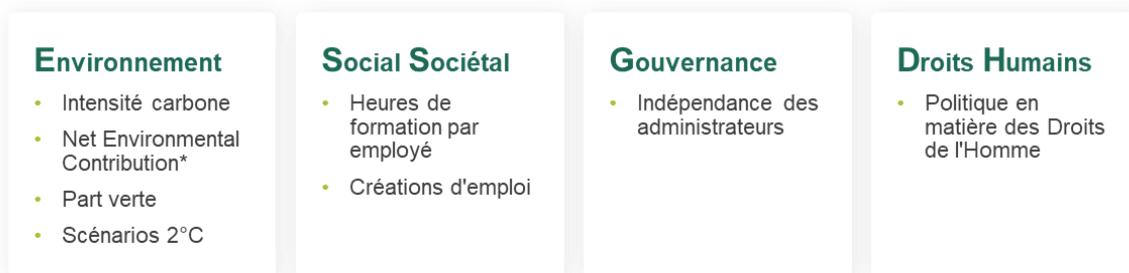 Environnement
• Intensité carbone
• Net Environmental
Contribution*
• Part verte
• Scénarios 2°C
Social Sociétal
• Heures de
formation par
employé
• Créations d'emploi
Gouvernance
• Indépendance des
administrateurs
Droits Humains
• Politique en
matière des Droits
de l'Homme